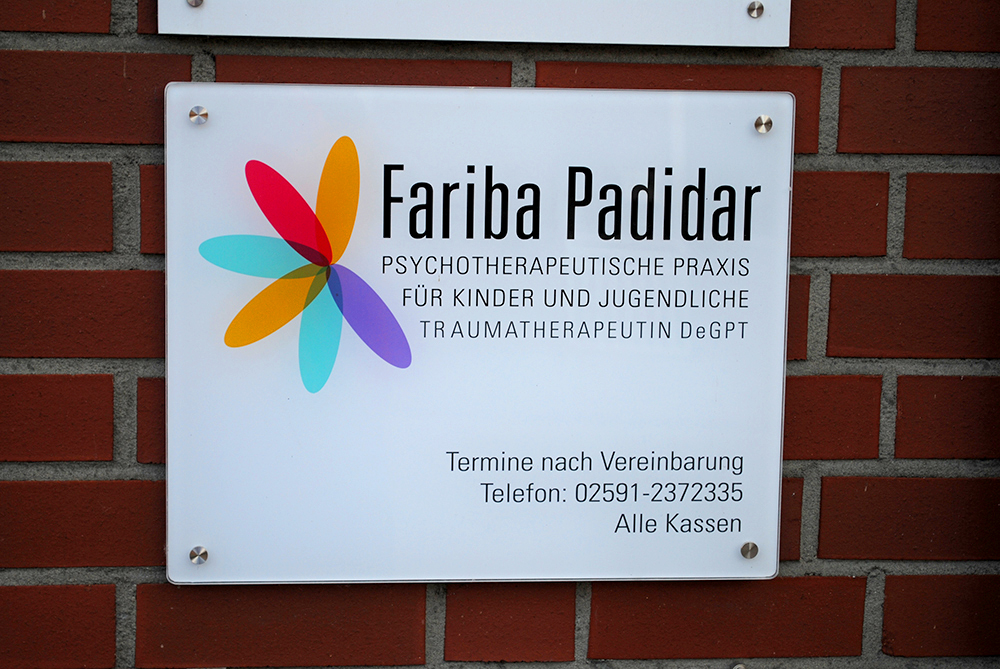 Fariba Padidar
PSYCHOTHERAPEUTISCHE PRAXIS
FÜR KINDER UND JUGENDLICHE
TRAUMATHERAPEUTIN DeGPT
Termine nach Vereinbarung
Telefon: 02591-2372335
Alle Kassen